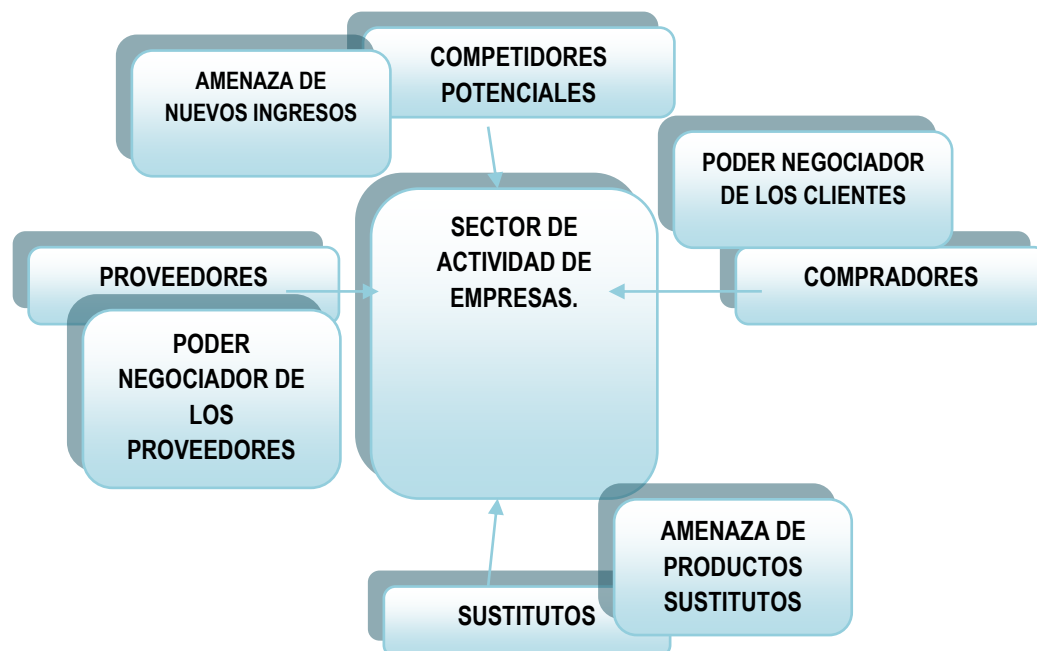 COMPETIDORES
POTENCIALES
AMENAZA DE
NUEVOS INGRESOS
PODER NEGOCIADOR
DE LOS CLIENTES
COMPRADORES
SECTOR DE
ACTIVIDAD DE
EMPRESAS.
PROVEEDORES
PODER
NEGOCIADOR DE
LOS
PROVEEDORES
AMENAZA DE
PRODUCTOS
SUSTITUTOS
SUSTITUTOS